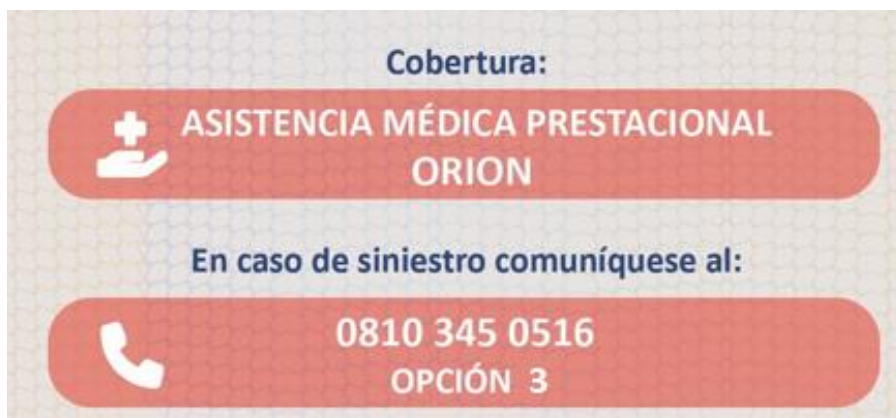 Cobertura:
ASISTENCIA MÉDICA PRESTACIONAL
ORION
En caso de siniestro comuníquese al:
0810 345 0516
OPCIÓN 3